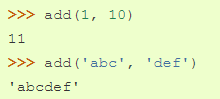 >>> add(1, 10)
11
>>> add('abc', 'def')
'abcdef'